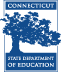 CONNECTICUT
STATE DEPARTMENT
OF EDUCATION